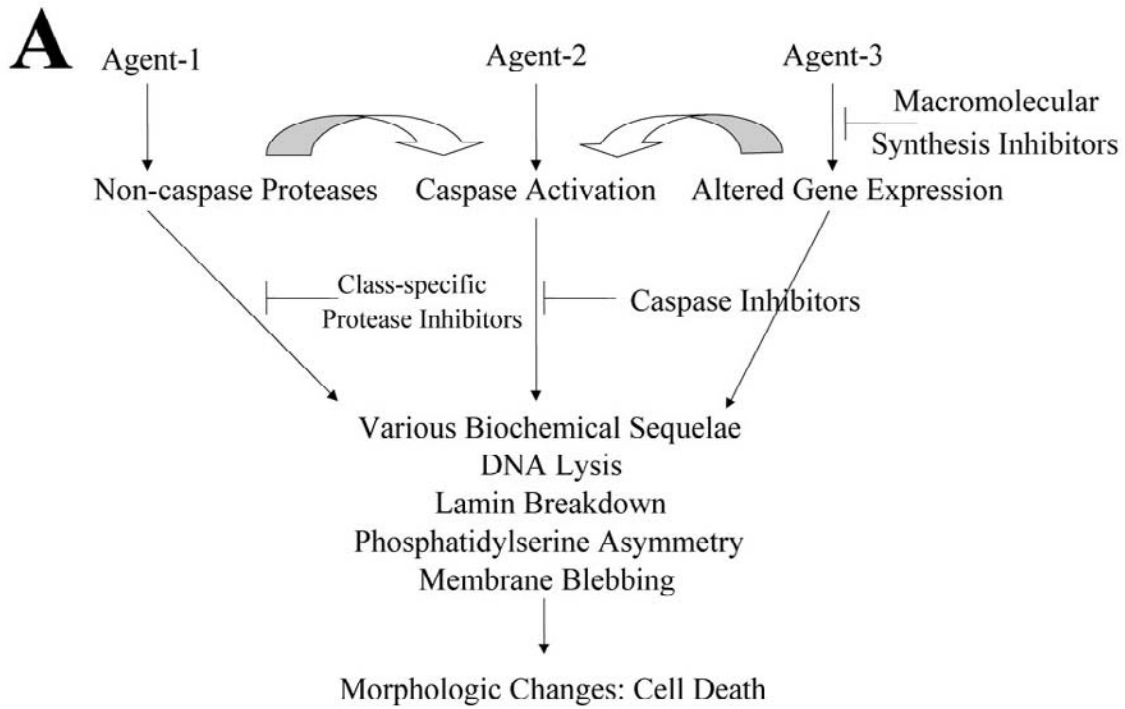 A
Agent-1
Agent-2
Agent-3
Macromolecular
Synthesis Inhibitors
Non-caspase Proteases
Caspase Activation
Altered Gene Expression
Class-specific
Protease Inhibitors
Caspase Inhibitors
Various Biochemical Sequelae
DNA Lysis
Lamin Breakdown
Phosphatidylserine Asymmetry
Membrane Blebbing
Morphologic Changes: Cell Death